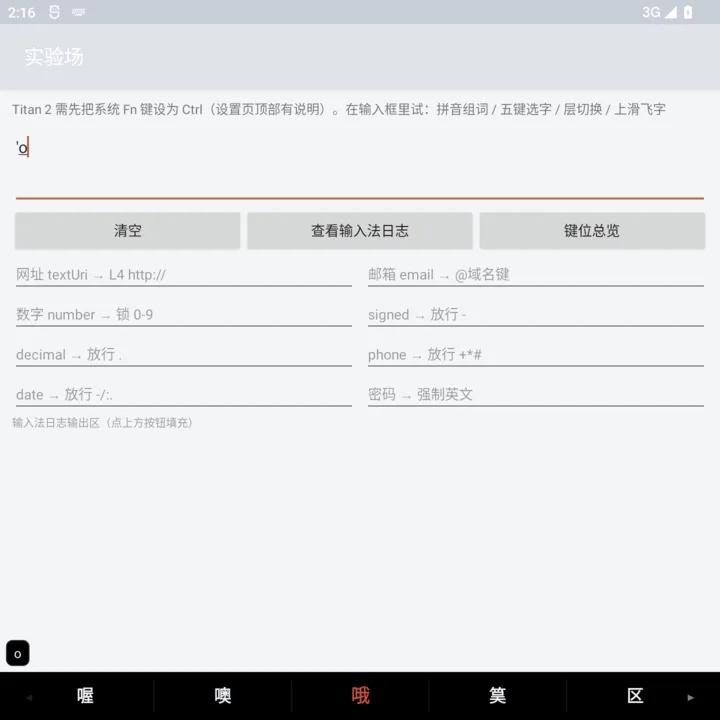 2:16 3G
实验场
Titan 2 需先把系统 Fn 键设为 Ctrl（设置页顶部有说明）。在输入框里试：拼音组词 / 五键选字 / 层切换 / 上滑飞字
'o
清空 查看输入法日志 键位总览
网址 textUri → L4 http:// 邮箱 email → @域名键
数字 number → 锁 0-9 signed → 放行 -
decimal → 放行 . phone → 放行 +*#
date → 放行 -/:. 密码 → 强制英文
输入法日志输出区（点上方按钮填充）
o
喔 噢 哦 筽 区